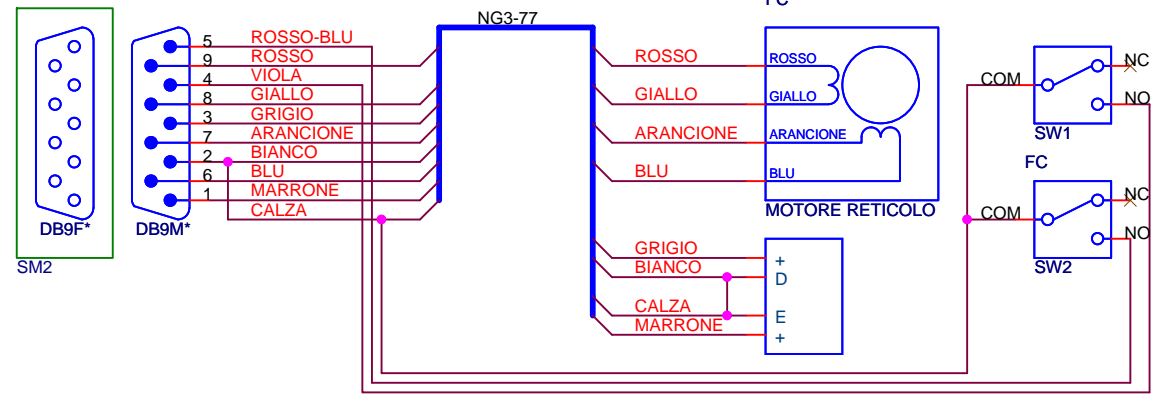 FC
NG3-77
5 ROSSO-BLU
9 ROSSO
4 VIOLA
8 GIALLO
3 GRIGIO
7 ARANCIONE
2 BIANCO
6 BLU
1 MARRONE
CALZA
DB9F*
DB9M*
SM2
ROSSO
GIALLO
ARANCIONE
BLU
ROSSO
GIALLO
ARANCIONE
BLU
MOTORE RETICOLO
GRIGIO
BIANCO
CALZA
MARRONE
+
D
E
+
COM
NC
NO
SW1
FC
COM
NC
NO
SW2